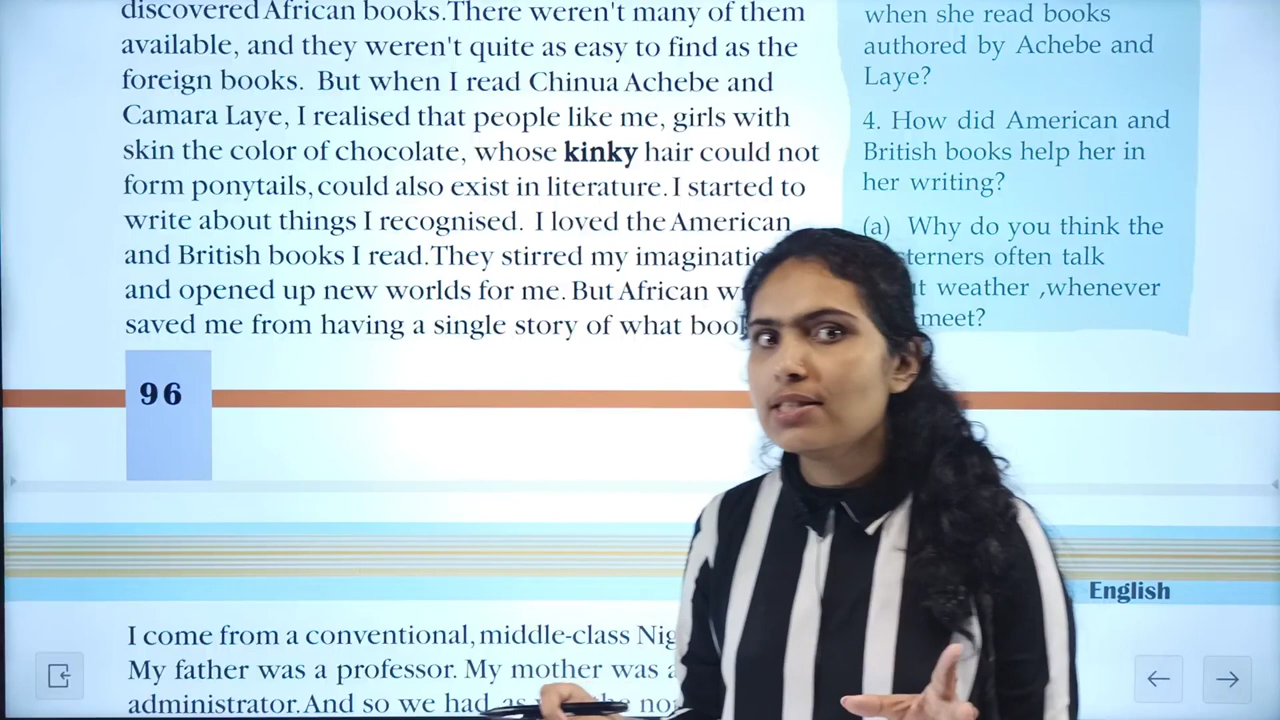 discovered African books.There weren't many of them
available, and they weren't quite as easy to find as the
foreign books. But when I read Chinua Achebe and
Camara Laye, I realised that people like me, girls with
skin the color of chocolate, whose kinky hair could not
form ponytails, could also exist in literature. I started to
write about things I recognised. I loved the American
and British books I read. They stirred my
and opened up new worlds for me. But African
saved me from having a single story of what
96
when she read books
authored by Achebe and
Laye?
4. How did American and
British books help her in
her writing?
(a) Why do you think the
often talk
weather ,whenever
meet?
English
I come from a conventional, middle-class
My father was a professor. My mother was
administrator. And so we had